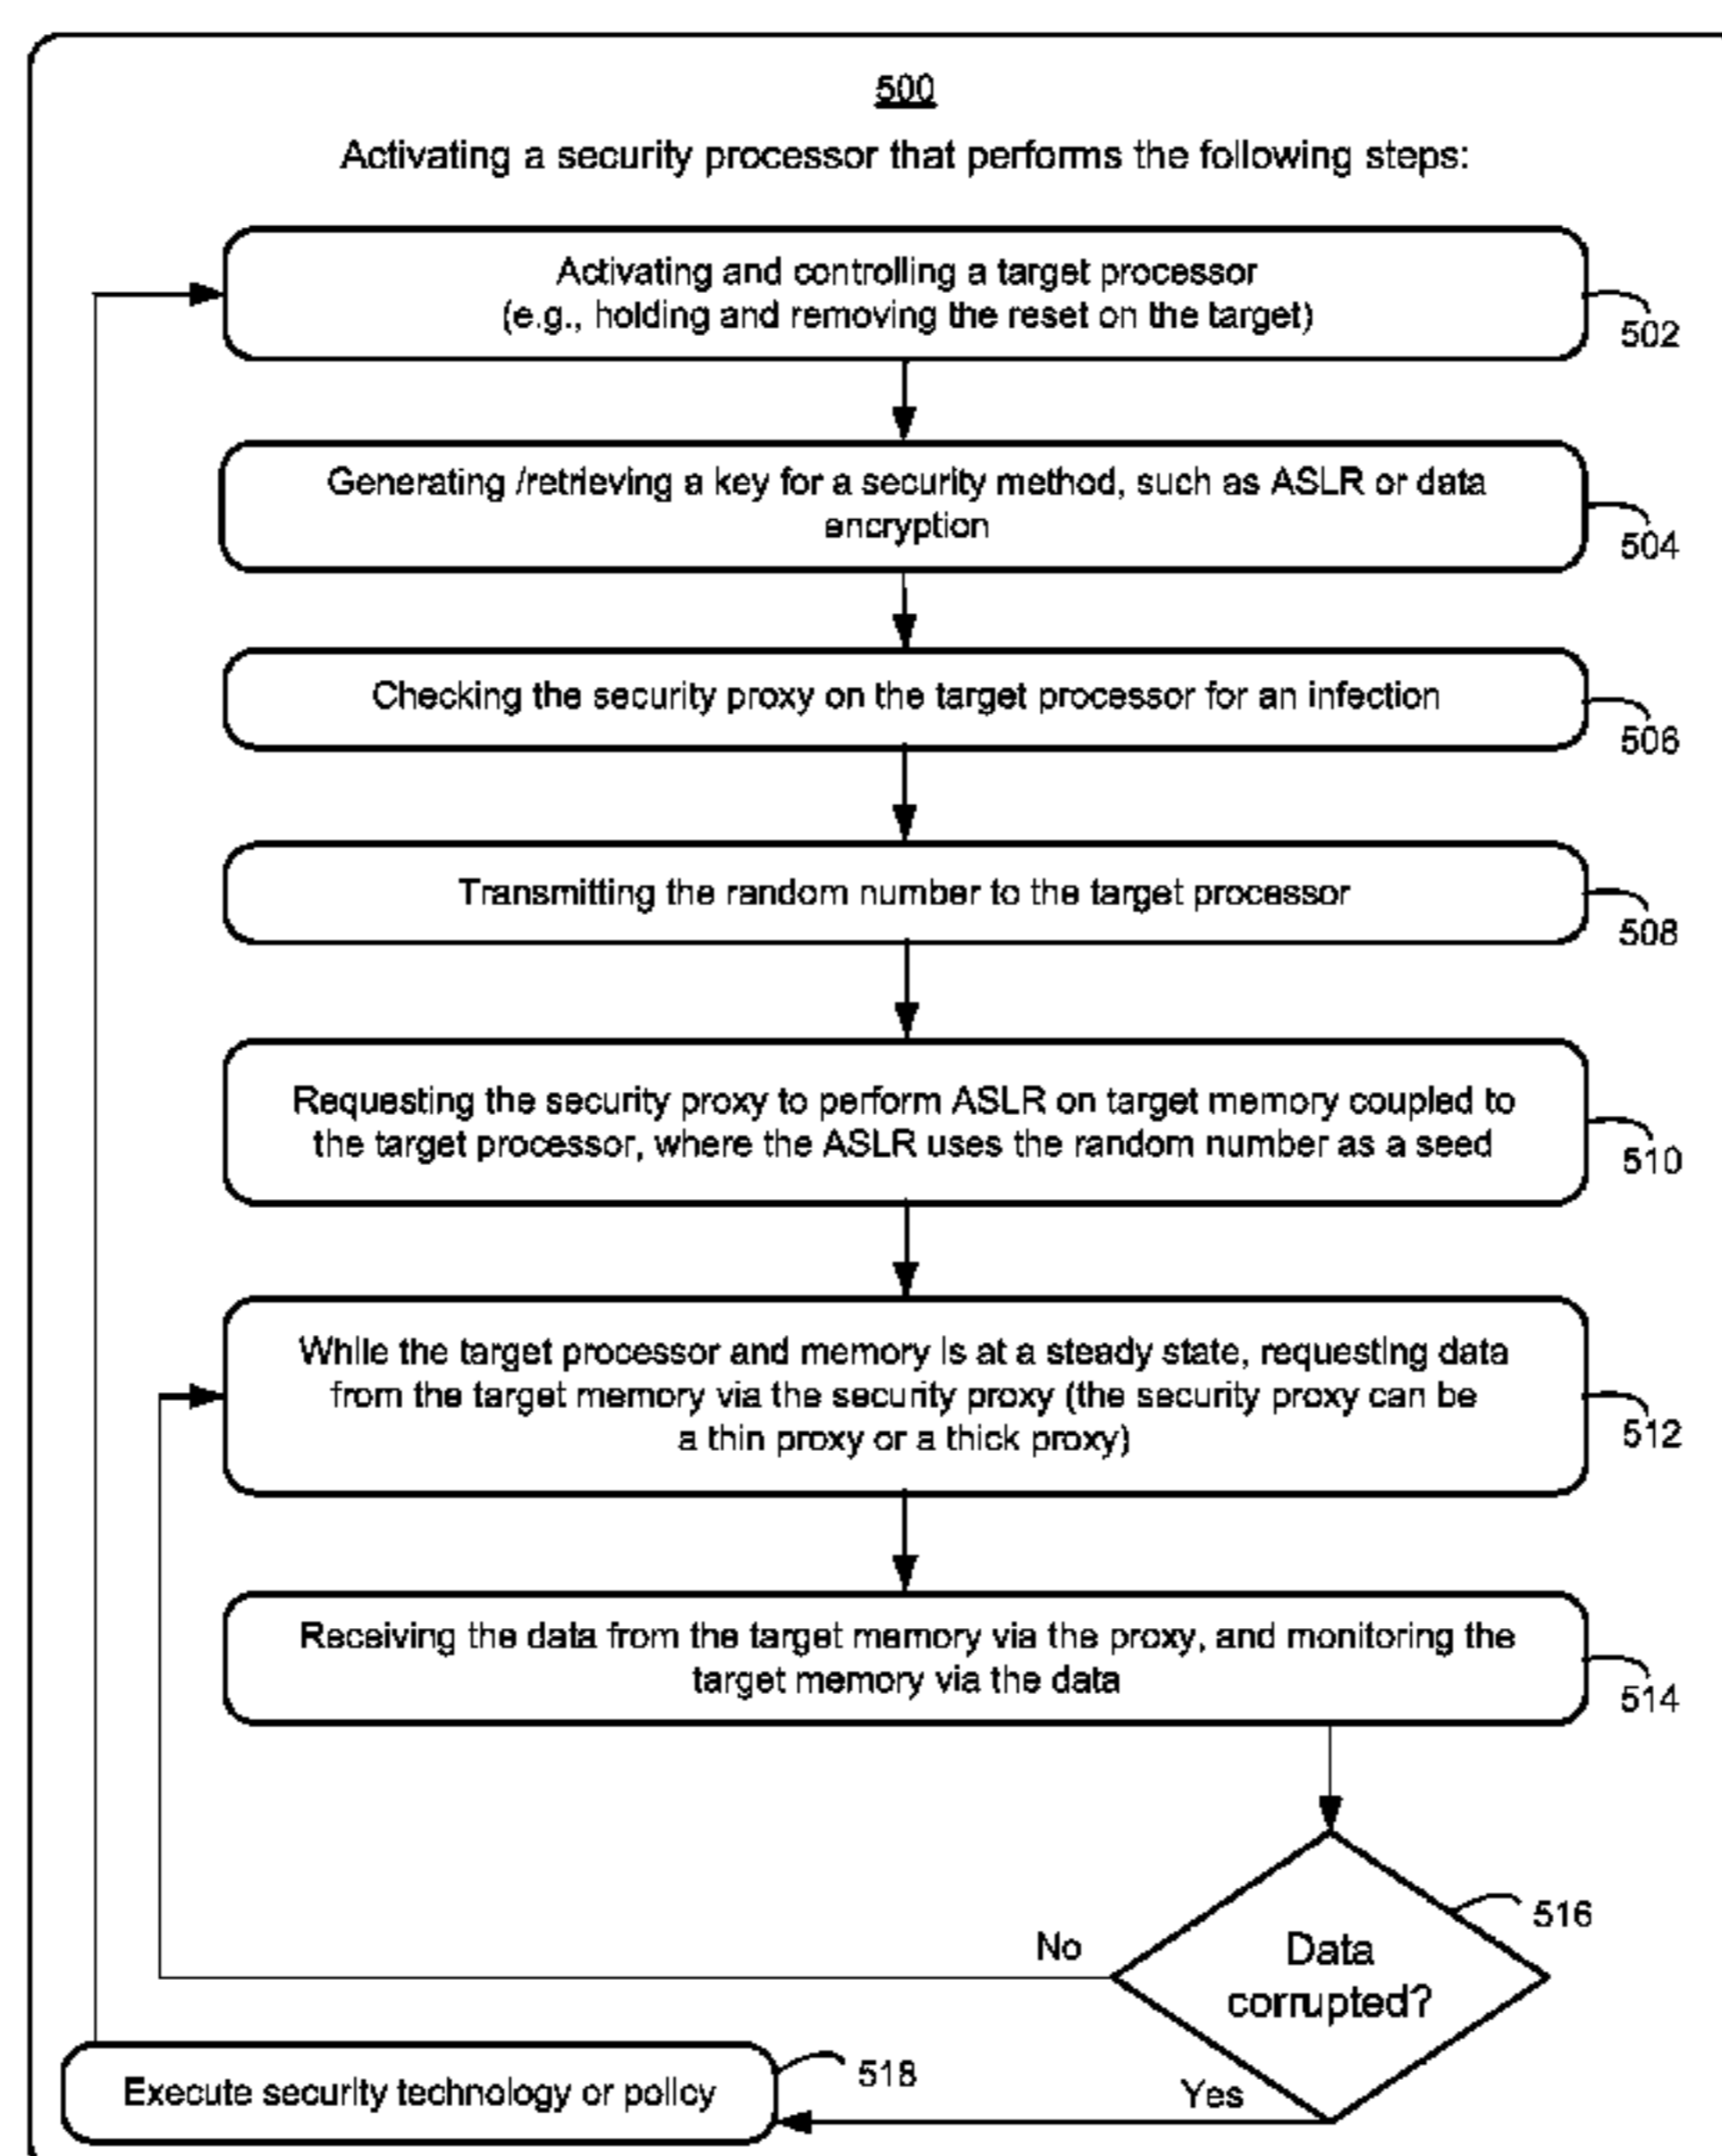 500
Activating a security processor that performs the following steps:
Activating and controlling a target processor
(e.g., holding and removing the reset on the target)
502
Generating /retrieving a key for a security method, such as ASLR or data
encryption
504
Checking the security proxy on the target processor for an infection
506
Transmitting the random number to the target processor
508
Requesting the security proxy to perform ASLR on target memory coupled to
the target processor, where the ASLR uses the random number as a seed
510
While the target processor and memory is at a steady state, requesting data
from the target memory via the security proxy (the security proxy can be
a thin proxy or a thick proxy)
512
Receiving the data from the target memory via the proxy, and monitoring the
target memory via the data
514
516
No
Data
corrupted?
518
Execute security technology or policy
Yes